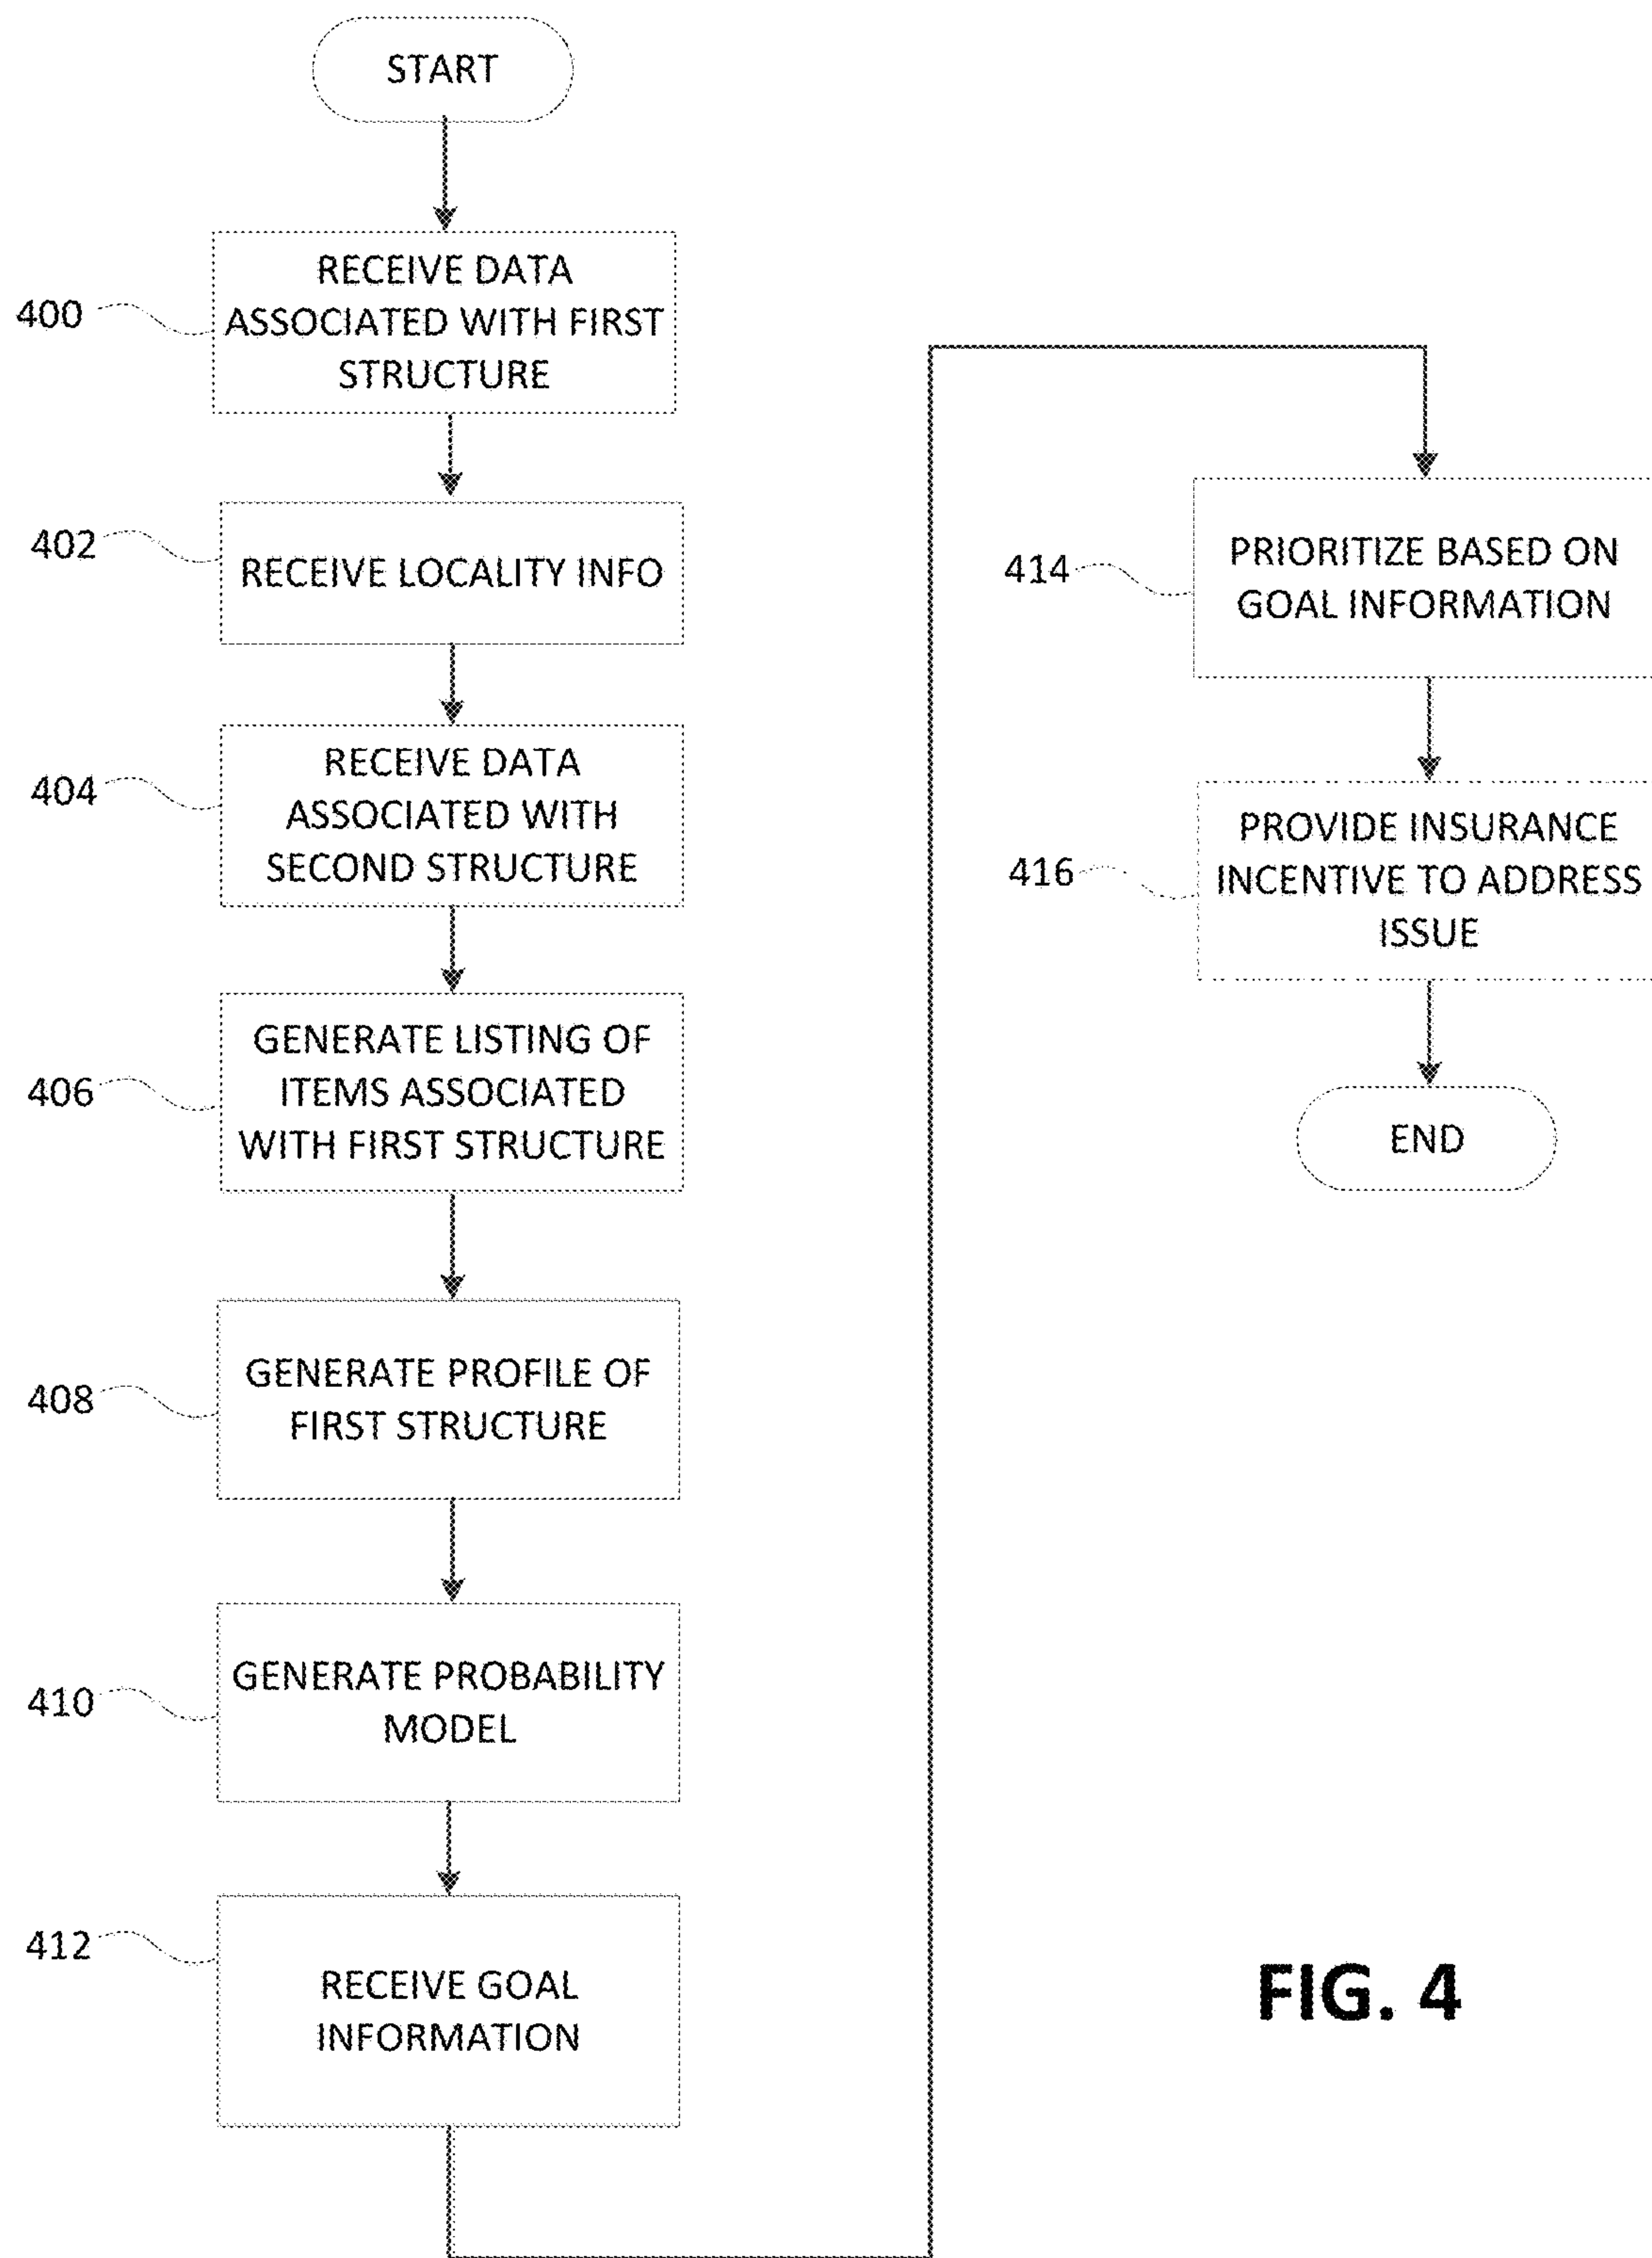 START
400
RECEIVE DATA
ASSOCIATED WITH FIRST
STRUCTURE
402
RECEIVE LOCALITY INFO
404
RECEIVE DATA
ASSOCIATED WITH
SECOND STRUCTURE
406
GENERATE LISTING OF
ITEMS ASSOCIATED
WITH FIRST STRUCTURE
408
GENERATE PROFILE OF
FIRST STRUCTURE
410
GENERATE PROBABILITY
MODEL
412
RECEIVE GOAL
INFORMATION
414
PRIORITIZE BASED ON
GOAL INFORMATION
416
PROVIDE INSURANCE
INCENTIVE TO ADDRESS
ISSUE
END
FIG. 4